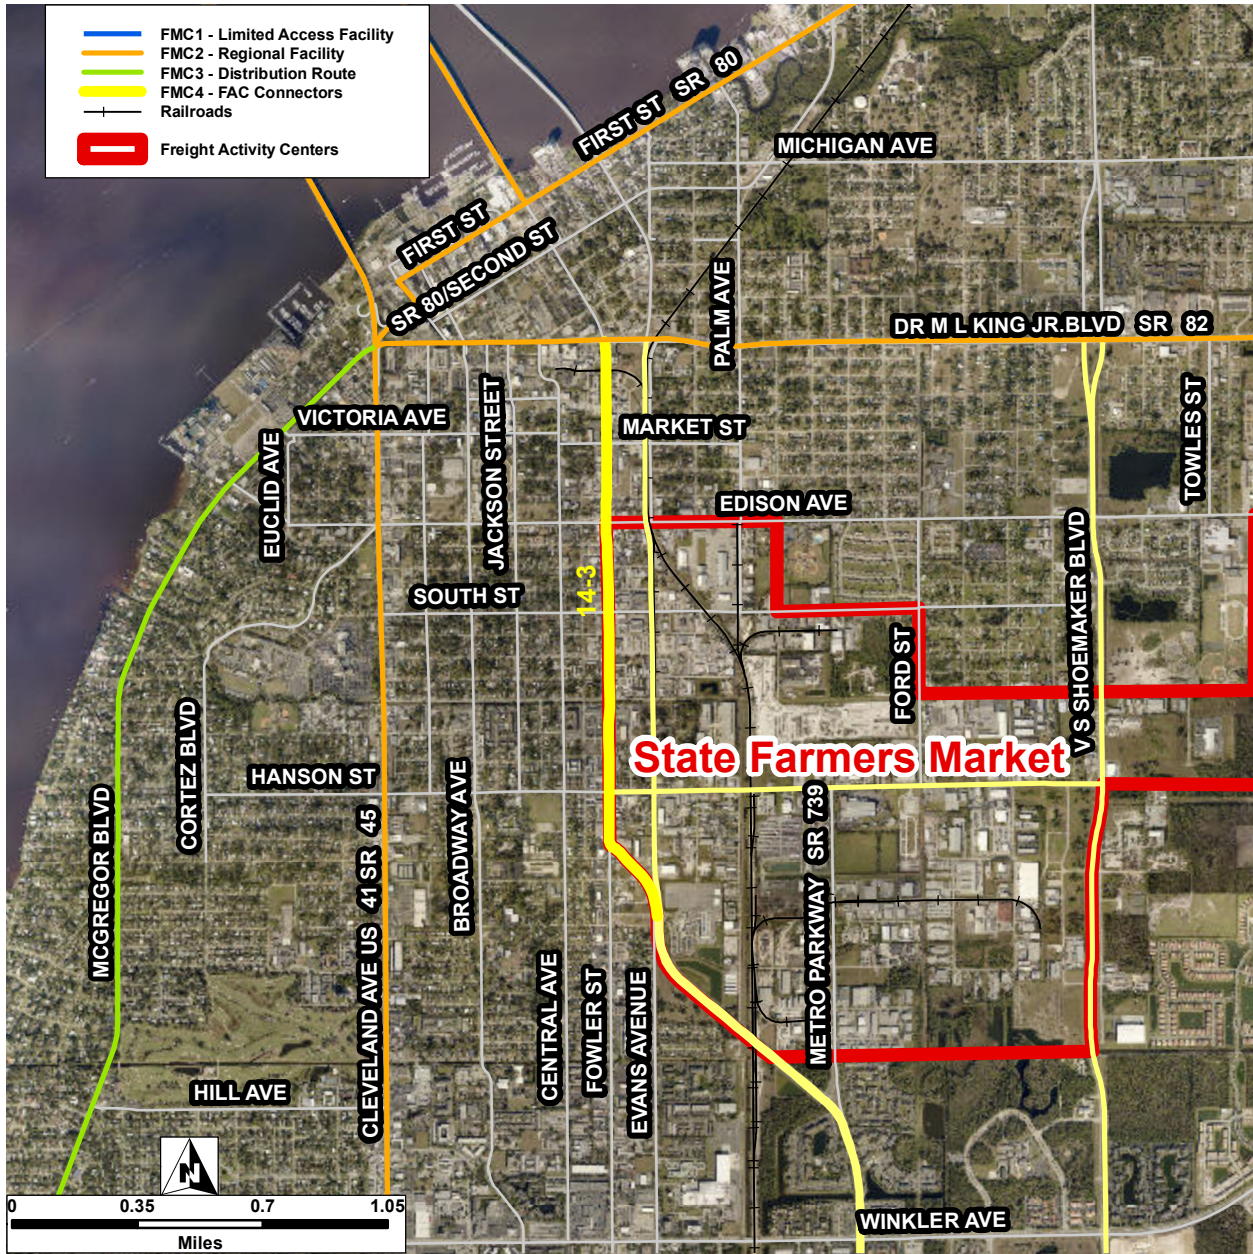 FMC1 - Limited Access Facility
FMC2 - Regional Facility
FMC3 - Distribution Route
FMC4 - FAC Connectors
Railroads
Freight Activity Centers
FIRST ST SR 80
MICHIGAN AVE
FIRST ST
SR 80/SECOND ST
PALM AVE
DR M L KING JR.BLVD SR 82
VICTORIA AVE
JACKSON STREET
MARKET ST
TOWLES ST
EUCLID AVE
EDISON AVE
V S SHOEMAKER BLVD
14-3
SOUTH ST
FORD ST
CORTEZ BLVD
State Farmers Market
HANSON ST
BROADWAY AVE
METRO PARKWAY SR 739
MCGREGOR BLVD
CLEVELAND AVE US 41 SR 45
CENTRAL AVE
FOWLER ST
EVANS AVENUE
HILL AVE
N
WINKLER AVE
0 0.35 0.7 1.05
Miles